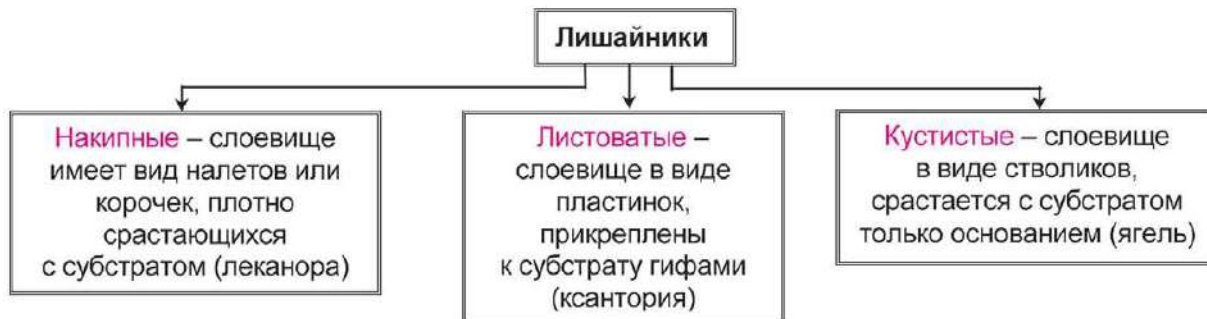 Лишайники
Накипные – слоевище
имеет вид налетов или
корочек, плотно
срастающихся
с субстратом (леканора)
Листоватые –
слоевище в виде
пластинок,
прикреплены
к субстрату гифами
(ксантория)
Кустистые – слоевище
в виде стволиков,
срастается с субстратом
только основанием (ягель)